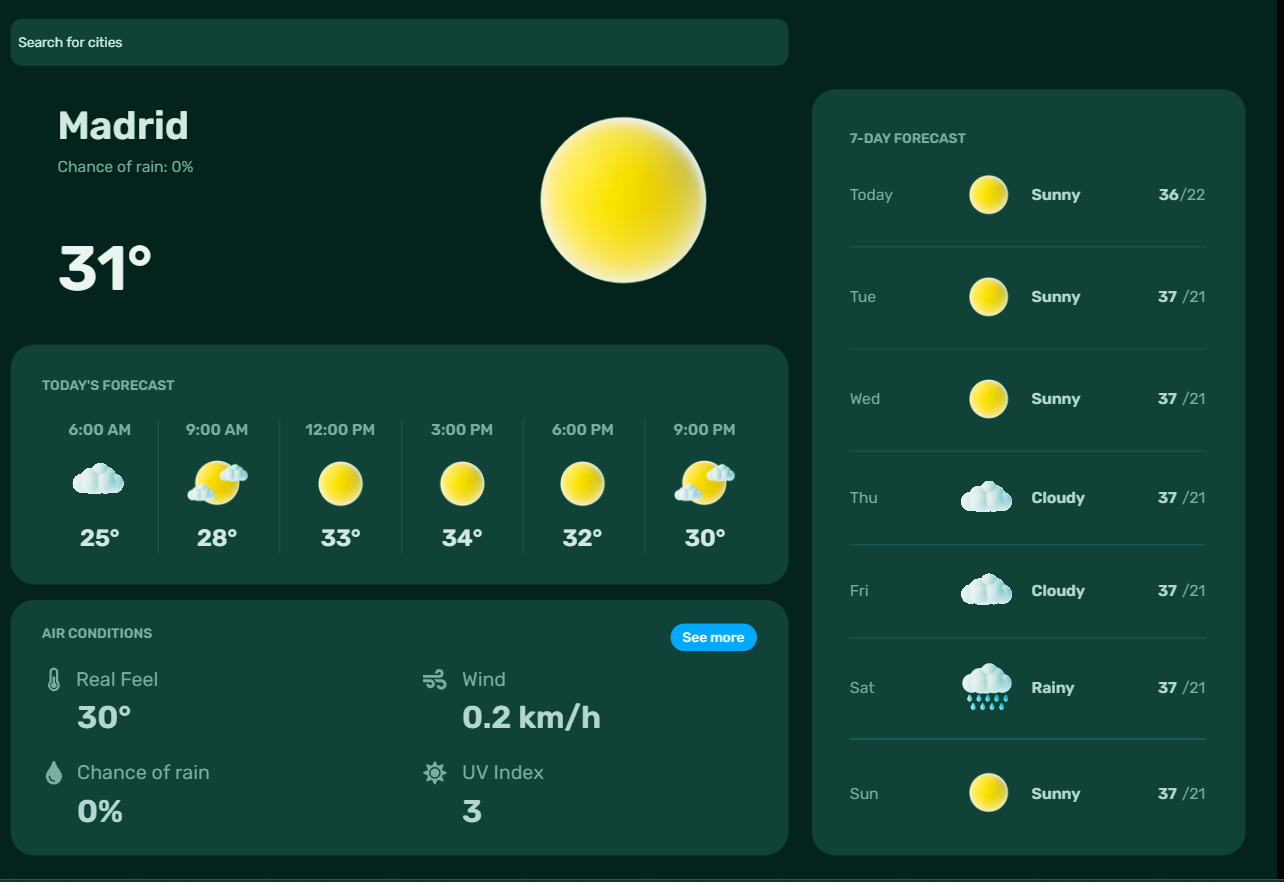 Search for cities
Madrid
Chance of rain: 0%
31°
TODAY'S FORECAST
6:00 AM 9:00 AM 12:00 PM 3:00 PM 6:00 PM 9:00 PM
25° 28° 33° 34° 32° 30°
AIR CONDITIONS
See more
Real Feel
30°
Wind
0.2 km/h
Chance of rain
0%
UV Index
3
7-DAY FORECAST
Today Sunny 36/22
Tue Sunny 37 /21
Wed Sunny 37 /21
Thu Cloudy 37 /21
Fri Cloudy 37 /21
Sat Rainy 37 /21
Sun Sunny 37 /21